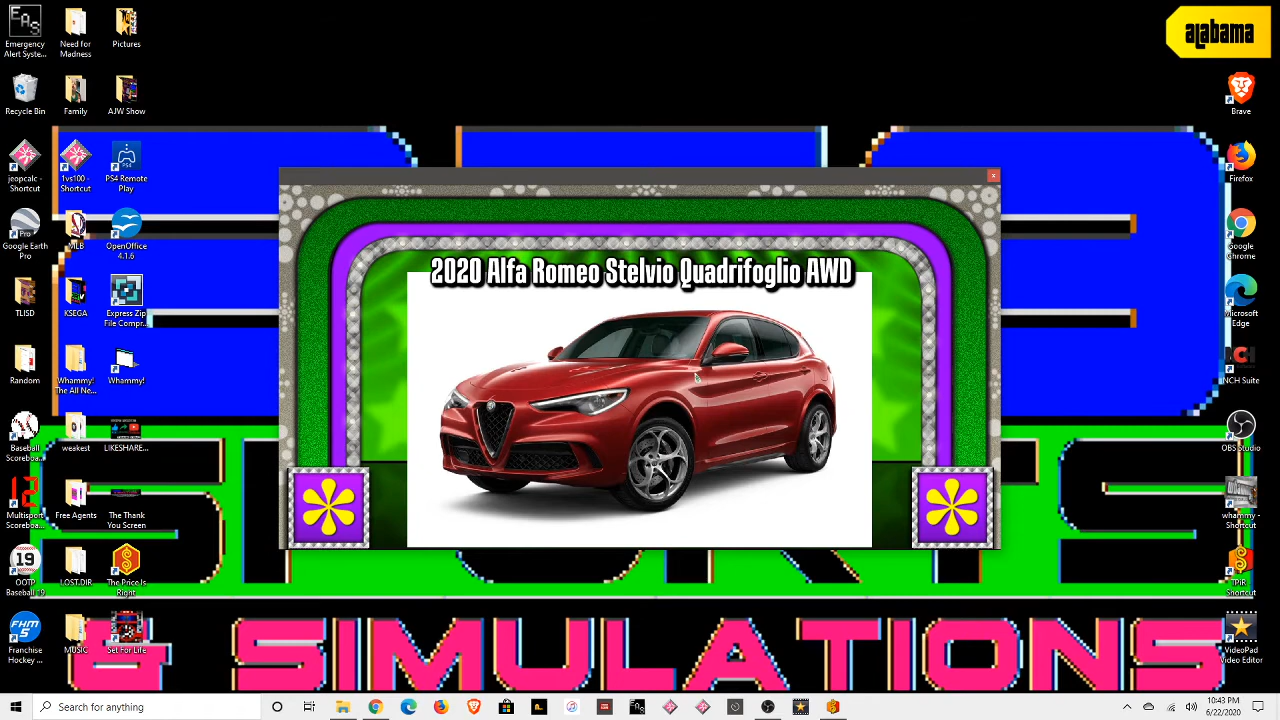 Emergency
Alert Syste...
Need for
Madness
Pictures
alabama
Recycle Bin
Family
AJW Show
Brave
jeopcalc -
Shortcut
1vs100 -
Shortcut
PS4 Remote
Play
Firefox
Google Earth
Pro
MLB
OpenOffice
4.1.6
Google
Chrome
2020 Alfa Romeo Stelvio Quadrifoglio AWD
TLISD
KSEGA
Express Zip
File Compr...
Microsoft
Edge
Random
Whammy!
The All Ne...
Whammy!
NCH Suite
Baseball
Scoreboa...
weakest
LIKESHARE...
OBS Studio
Multisport
Scoreboa...
Free Agents
The Thank
You Screen
whammy -
Shortcut
OOTP
Baseball 19
LOST.DIR
The Price Is
Right
TPiR
Shortcut
Franchise
Hockey ...
MUSIC
Set For Life
VideoPad
Video Editor
& SIMULATIONS
Search for anything
10:43 PM
6/22/2020